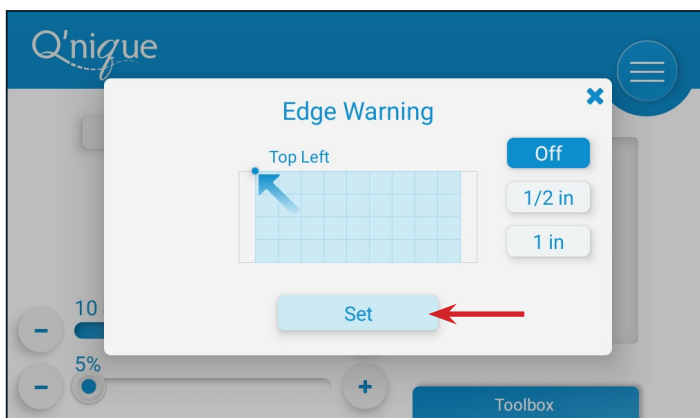 Q'nique
Edge Warning
Top Left
Off
1/2 in
1 in
Set
10
5%
Toolbox